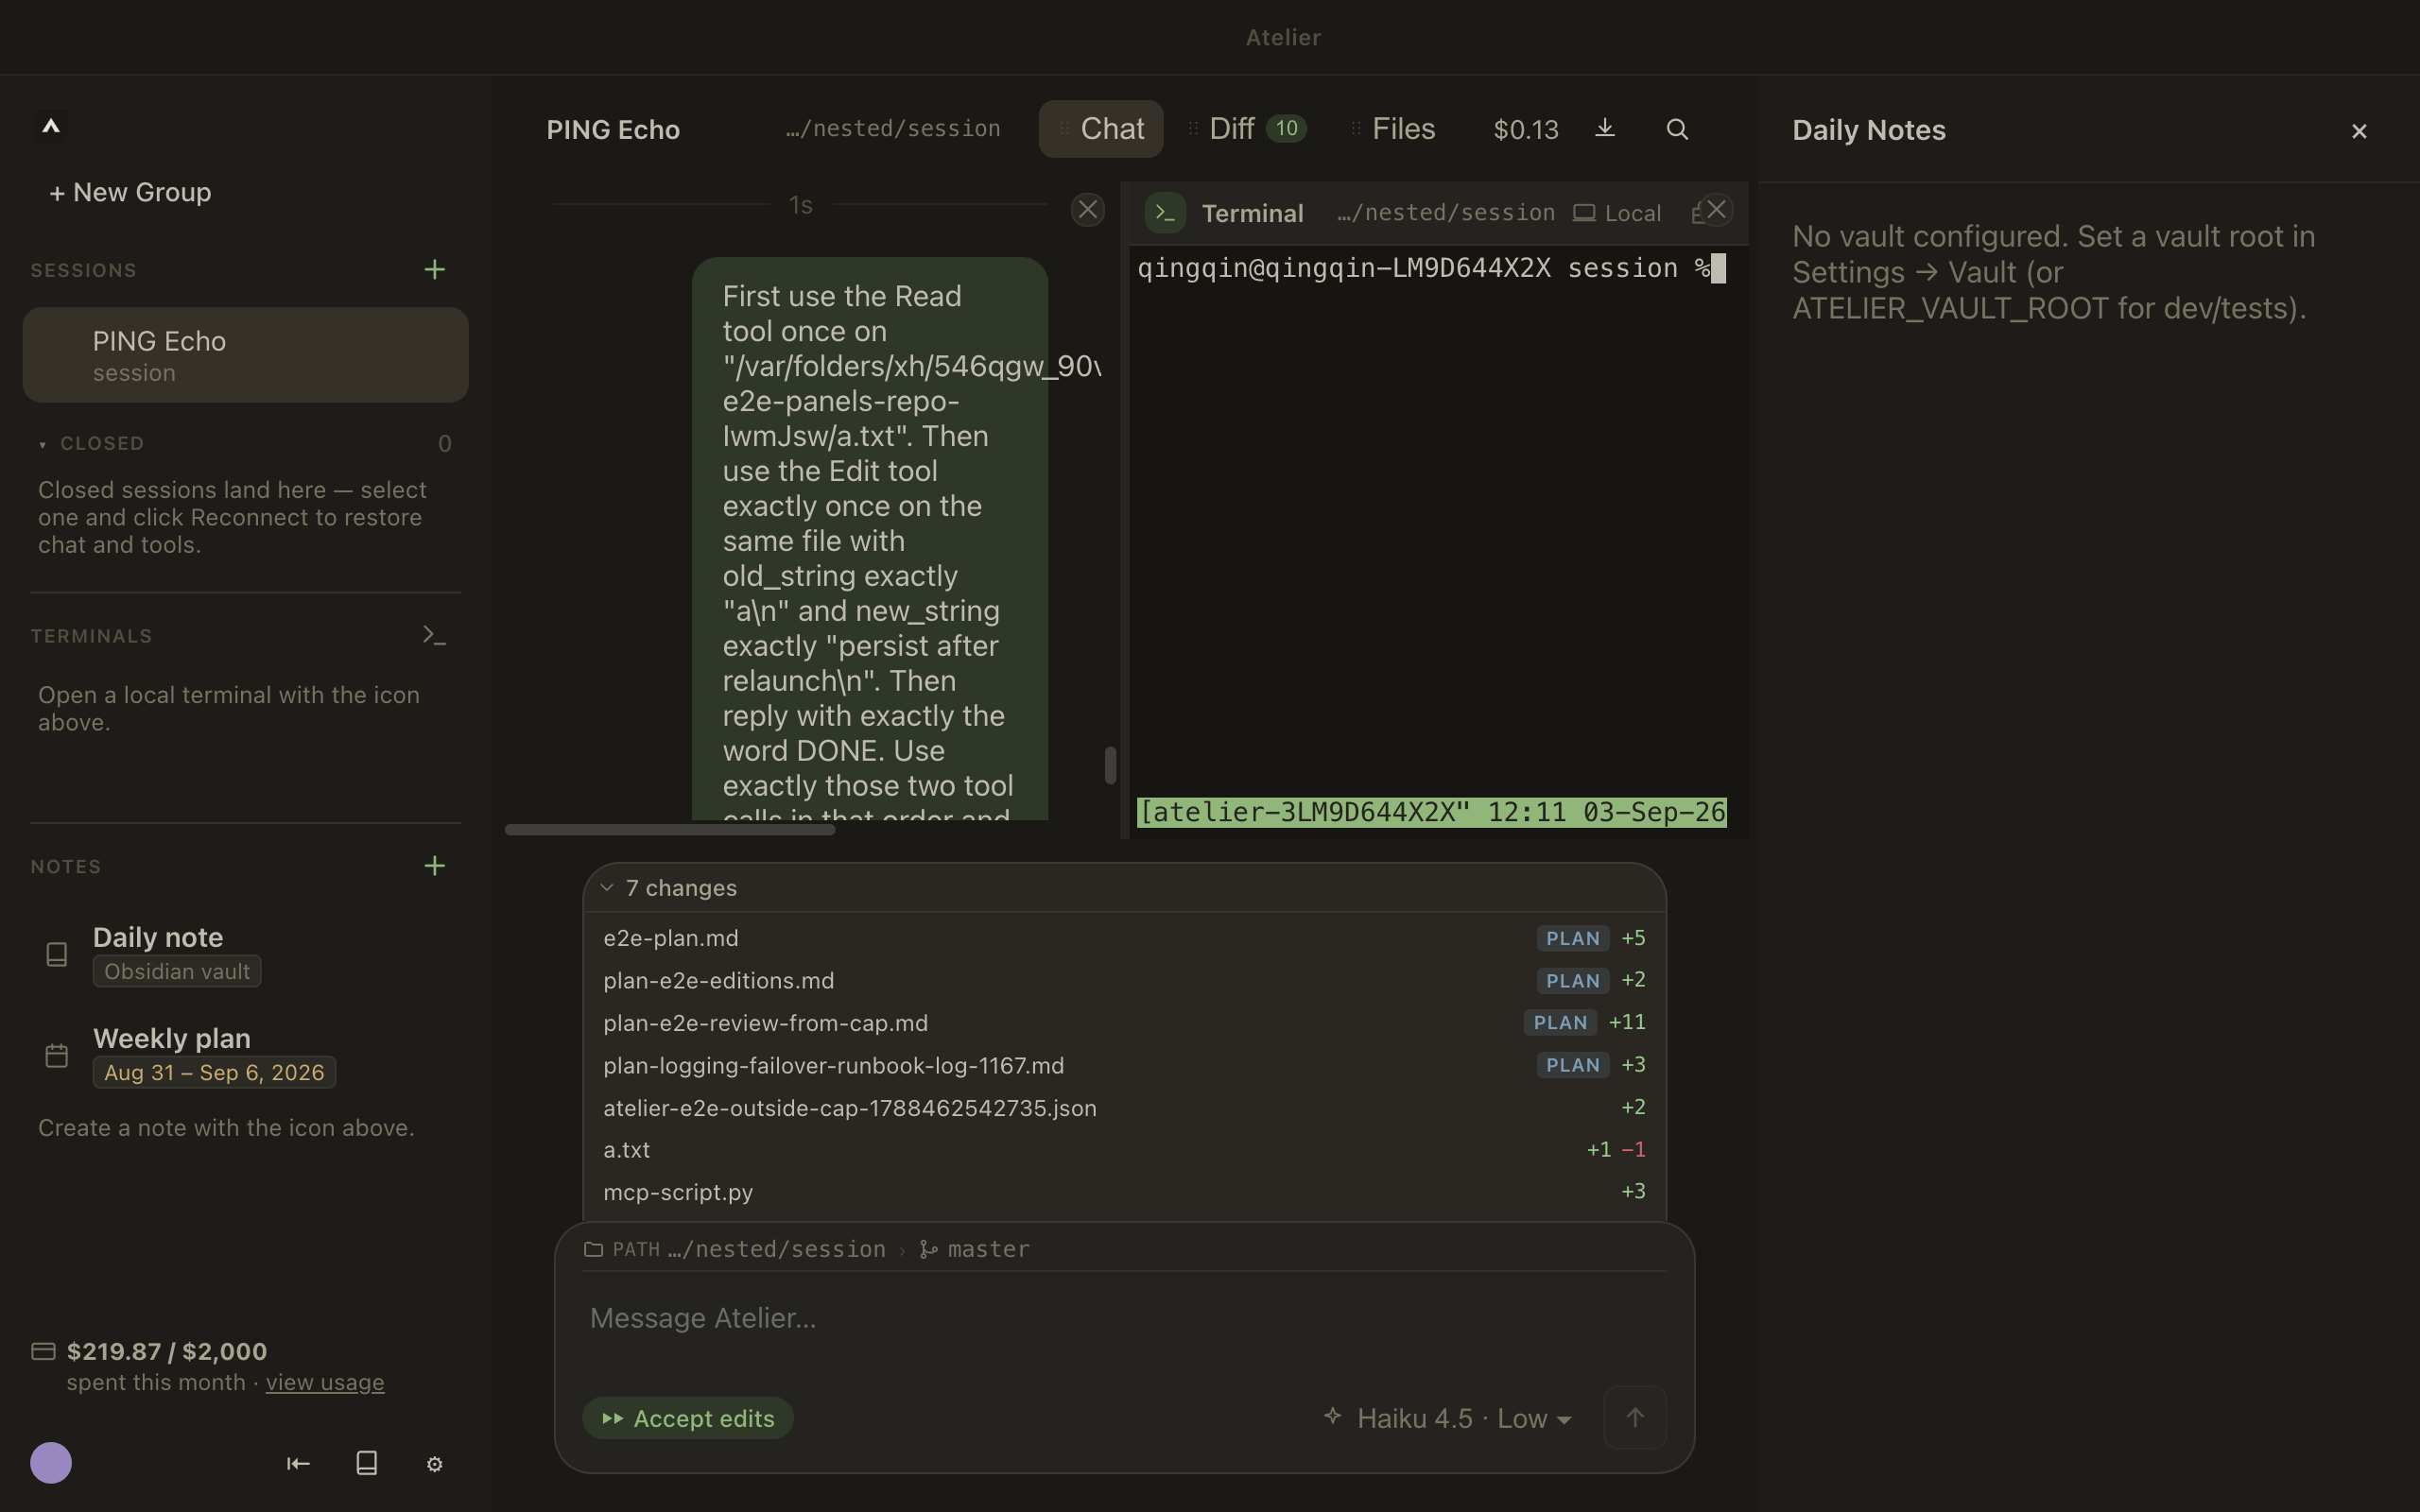 Atelier
+ New Group
SESSIONS
PING Echo
session
CLOSED 0
Closed sessions land here — select
one and click Reconnect to restore
chat and tools.
TERMINALS
Open a local terminal with the icon
above.
NOTES
Daily note
Obsidian vault
Weekly plan
Aug 31 – Sep 6, 2026
Create a note with the icon above.
$219.87 / $2,000
spent this month · view usage
PING Echo …/nested/session Chat Diff 10 Files $0.13
1s
First use the Read
tool once on
"/var/folders/xh/546qgw_90
e2e-panels-repo-
IwmJsw/a.txt". Then
use the Edit tool
exactly once on the
same file with
old_string exactly
"a\n" and new_string
exactly "persist after
relaunch\n". Then
reply with exactly the
word DONE. Use
exactly those two tool
calls in that order and
Terminal …/nested/session Local
qingqin@qingqin-LM9D644X2X session %
[atelier-3LM9D644X2X" 12:11 03-Sep-26
7 changes
e2e-plan.md PLAN +5
plan-e2e-editions.md PLAN +2
plan-e2e-review-from-cap.md PLAN +11
plan-logging-failover-runbook-log-1167.md PLAN +3
atelier-e2e-outside-cap-1788462542735.json +2
a.txt +1 −1
mcp-script.py +3
PATH …/nested/session › master
Message Atelier…
Accept edits
Haiku 4.5 · Low
Daily Notes
No vault configured. Set a vault root in
Settings → Vault (or
ATELIER_VAULT_ROOT for dev/tests).